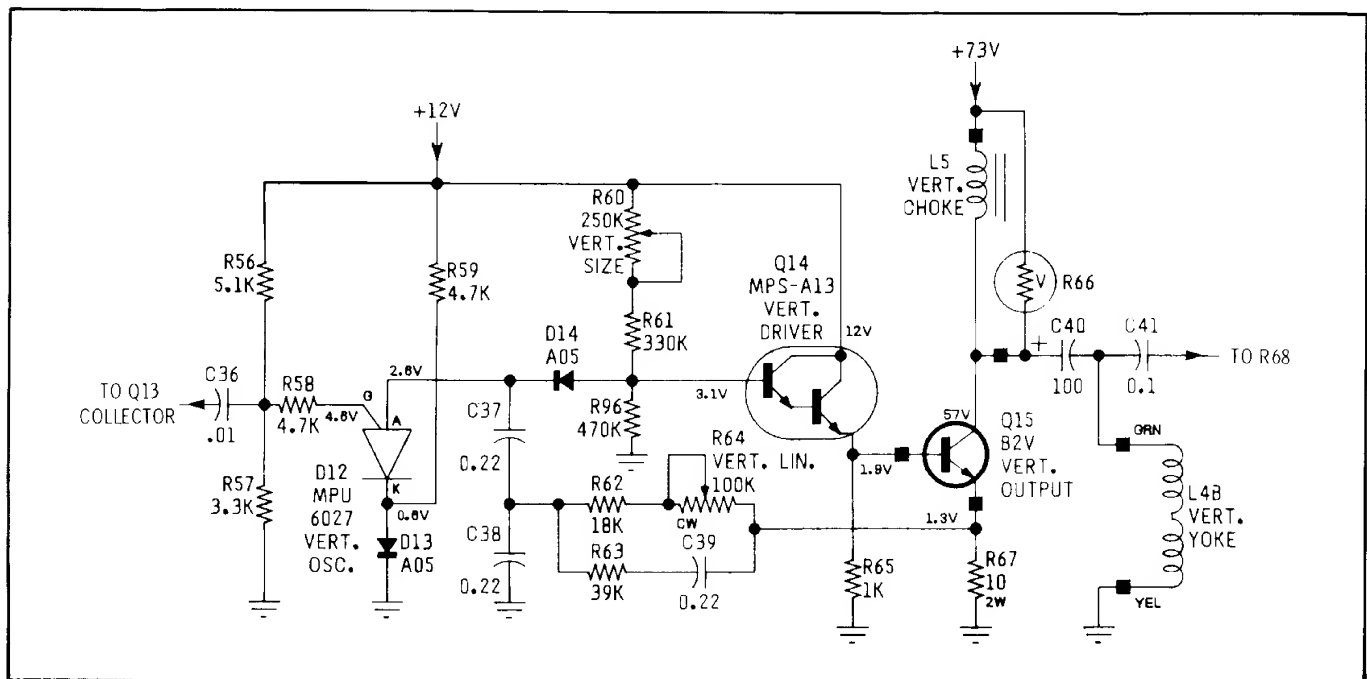 +73V
+12V
L5
VERT.
CHOKE
R60
250K
VERT.
SIZE
R56
5.1K
R59
4.7K
Q14
MPS-A13
VERT.
DRIVER
V
R66
D14
A05
R61
330K
12V
+
C40
C41
TO R68
TO Q13
COLLECTOR
C36
.01
R58
4.7K
4.6V
G
A
2.6V
3.1V
100
0.1
C37
0.22
R96
470K
57V
Q15
B2V
VERT.
OUTPUT
GRN
D12
MPU
6027
VERT.
OSC.
K
0.6V
R64
VERT. LIN.
100K
1.9V
L4B
VERT.
YOKE
R57
3.3K
R62
18K
CW
1.3V
D13
A05
C38
0.22
R63
39K
C39
0.22
R65
1K
R67
10
2W
YEL